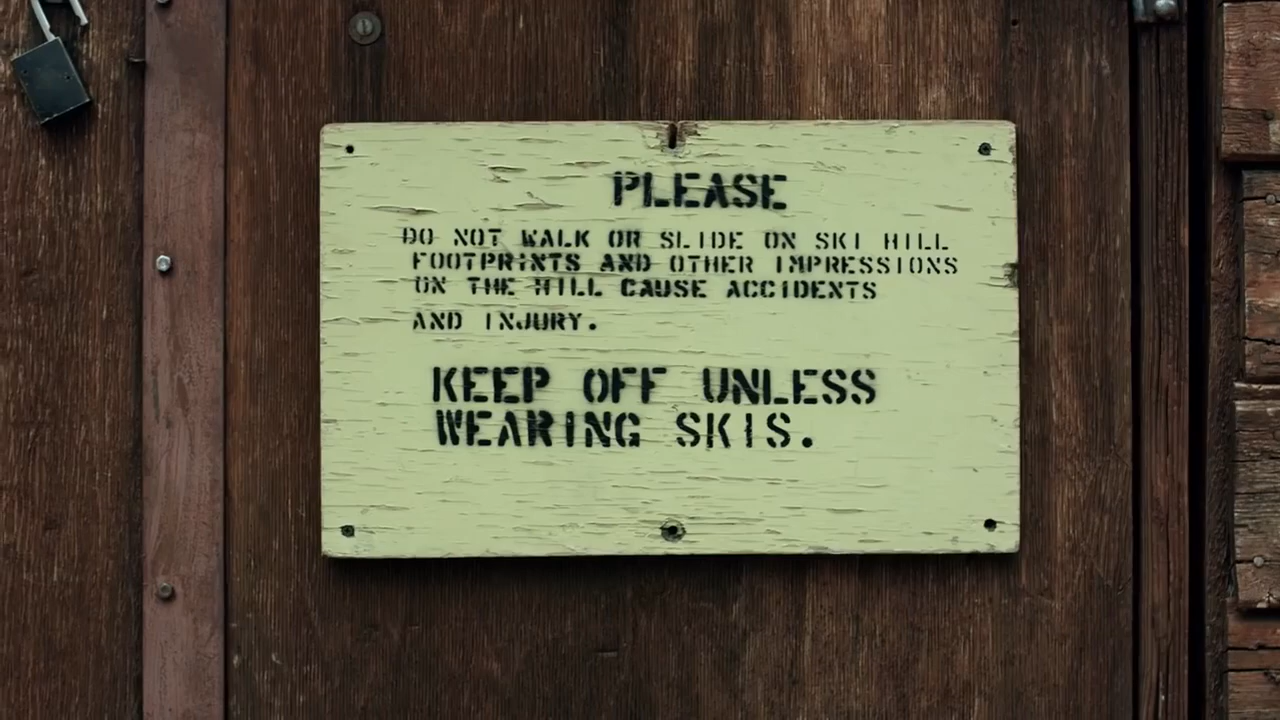 PLEASE
DO NOT WALK OR SLIDE ON SKI HILL
FOOTPRINTS AND OTHER IMPRESSIONS
ON THE HILL CAUSE ACCIDENTS
AND INJURY.
KEEP OFF UNLESS
WEARING SKIS.